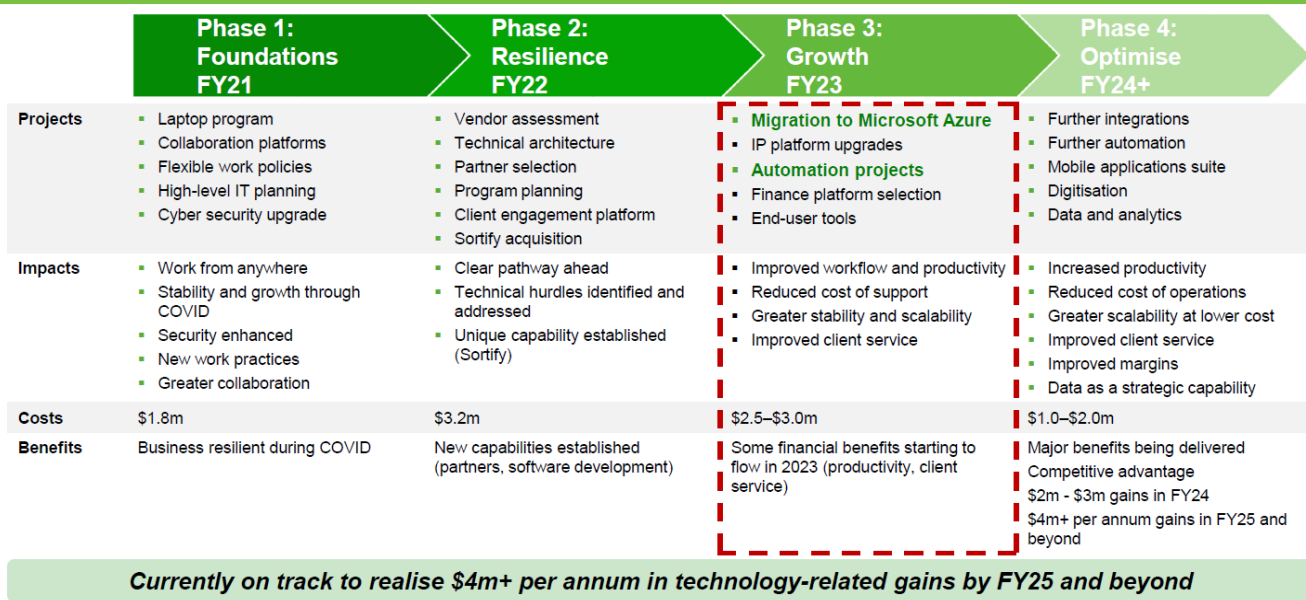 Phase 1:
Foundations
FY21
Phase 2:
Resilience
FY22
Phase 3:
Growth
FY23
Phase 4:
Optimise
FY24+
Projects
Laptop program
Collaboration platforms
Flexible work policies
High-level IT planning
Cyber security upgrade
Vendor assessment
Technical architecture
Partner selection
Program planning
Client engagement platform
Sortify acquisition
Migration to Microsoft Azure
IP platform upgrades
Automation projects
Finance platform selection
End-user tools
Further integrations
Further automation
Mobile applications suite
Digitisation
Data and analytics
Impacts
Work from anywhere
Stability and growth through
COVID
Security enhanced
New work practices
Greater collaboration
Clear pathway ahead
Technical hurdles identified and
addressed
Unique capability established
(Sortify)
Improved workflow and productivity
Reduced cost of support
Greater stability and scalability
Improved client service
Increased productivity
Reduced cost of operations
Greater scalability at lower cost
Improved client service
Improved margins
Data as a strategic capability
Costs
$1.8m
$3.2m
$2.5–$3.0m
$1.0–$2.0m
Benefits
Business resilient during COVID
New capabilities established
(partners, software development)
Some financial benefits starting to
flow in 2023 (productivity, client
service)
Major benefits being delivered
Competitive advantage
$2m - $3m gains in FY24
$4m+ per annum gains in FY25 and
beyond
Currently on track to realise $4m+ per annum in technology-related gains by FY25 and beyond